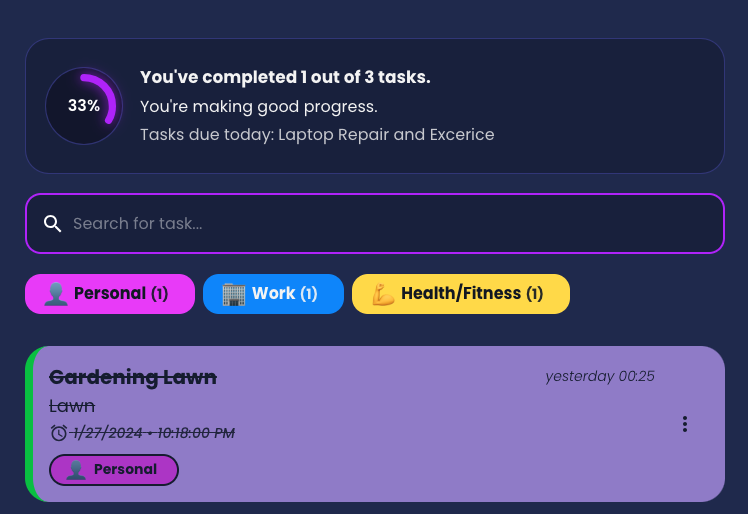 33%
You've completed 1 out of 3 tasks.
You're making good progress.
Tasks due today: Laptop Repair and Excerice
Search for task...
Personal (1)
Work (1)
Health/Fitness (1)
Gardening Lawn
yesterday 00:25
Lawn
1/27/2024 • 10:18:00 PM
Personal